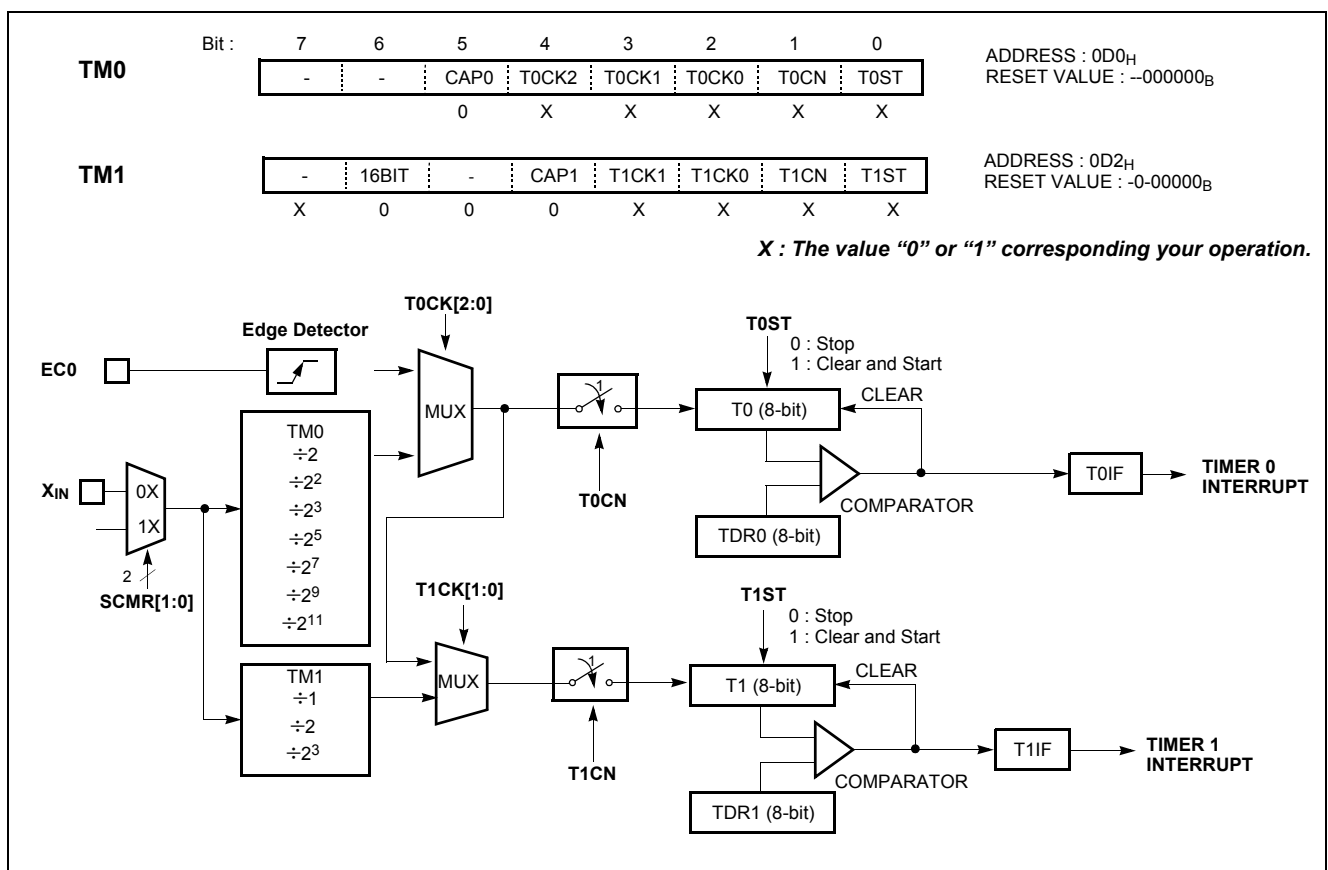 Bit : 7 6 5 4 3 2 1 0
TM0
- - CAP0 T0CK2 T0CK1 T0CK0 T0CN T0ST
ADDRESS : 0D0H
RESET VALUE : --000000B
0 X X X X X
TM1
- 16BIT - CAP1 T1CK1 T1CK0 T1CN T1ST
ADDRESS : 0D2H
RESET VALUE : -0-00000B
X 0 0 0 X X X X
X : The value “0” or “1” corresponding your operation.
T0CK[2:0]
Edge Detector
EC0
MUX
1
T0CN
T0ST
0 : Stop
1 : Clear and Start
T0 (8-bit)
CLEAR
COMPARATOR
TDR0 (8-bit)
T0IF
TIMER 0
INTERRUPT
XIN
0X
1X
2
SCMR[1:0]
TM0
÷2
÷2²
÷2³
÷2⁵
÷2⁷
÷2⁹
÷2¹¹
TM1
÷1
÷2
÷2³
T1CK[1:0]
MUX
1
T1CN
T1ST
0 : Stop
1 : Clear and Start
T1 (8-bit)
CLEAR
COMPARATOR
TDR1 (8-bit)
T1IF
TIMER 1
INTERRUPT